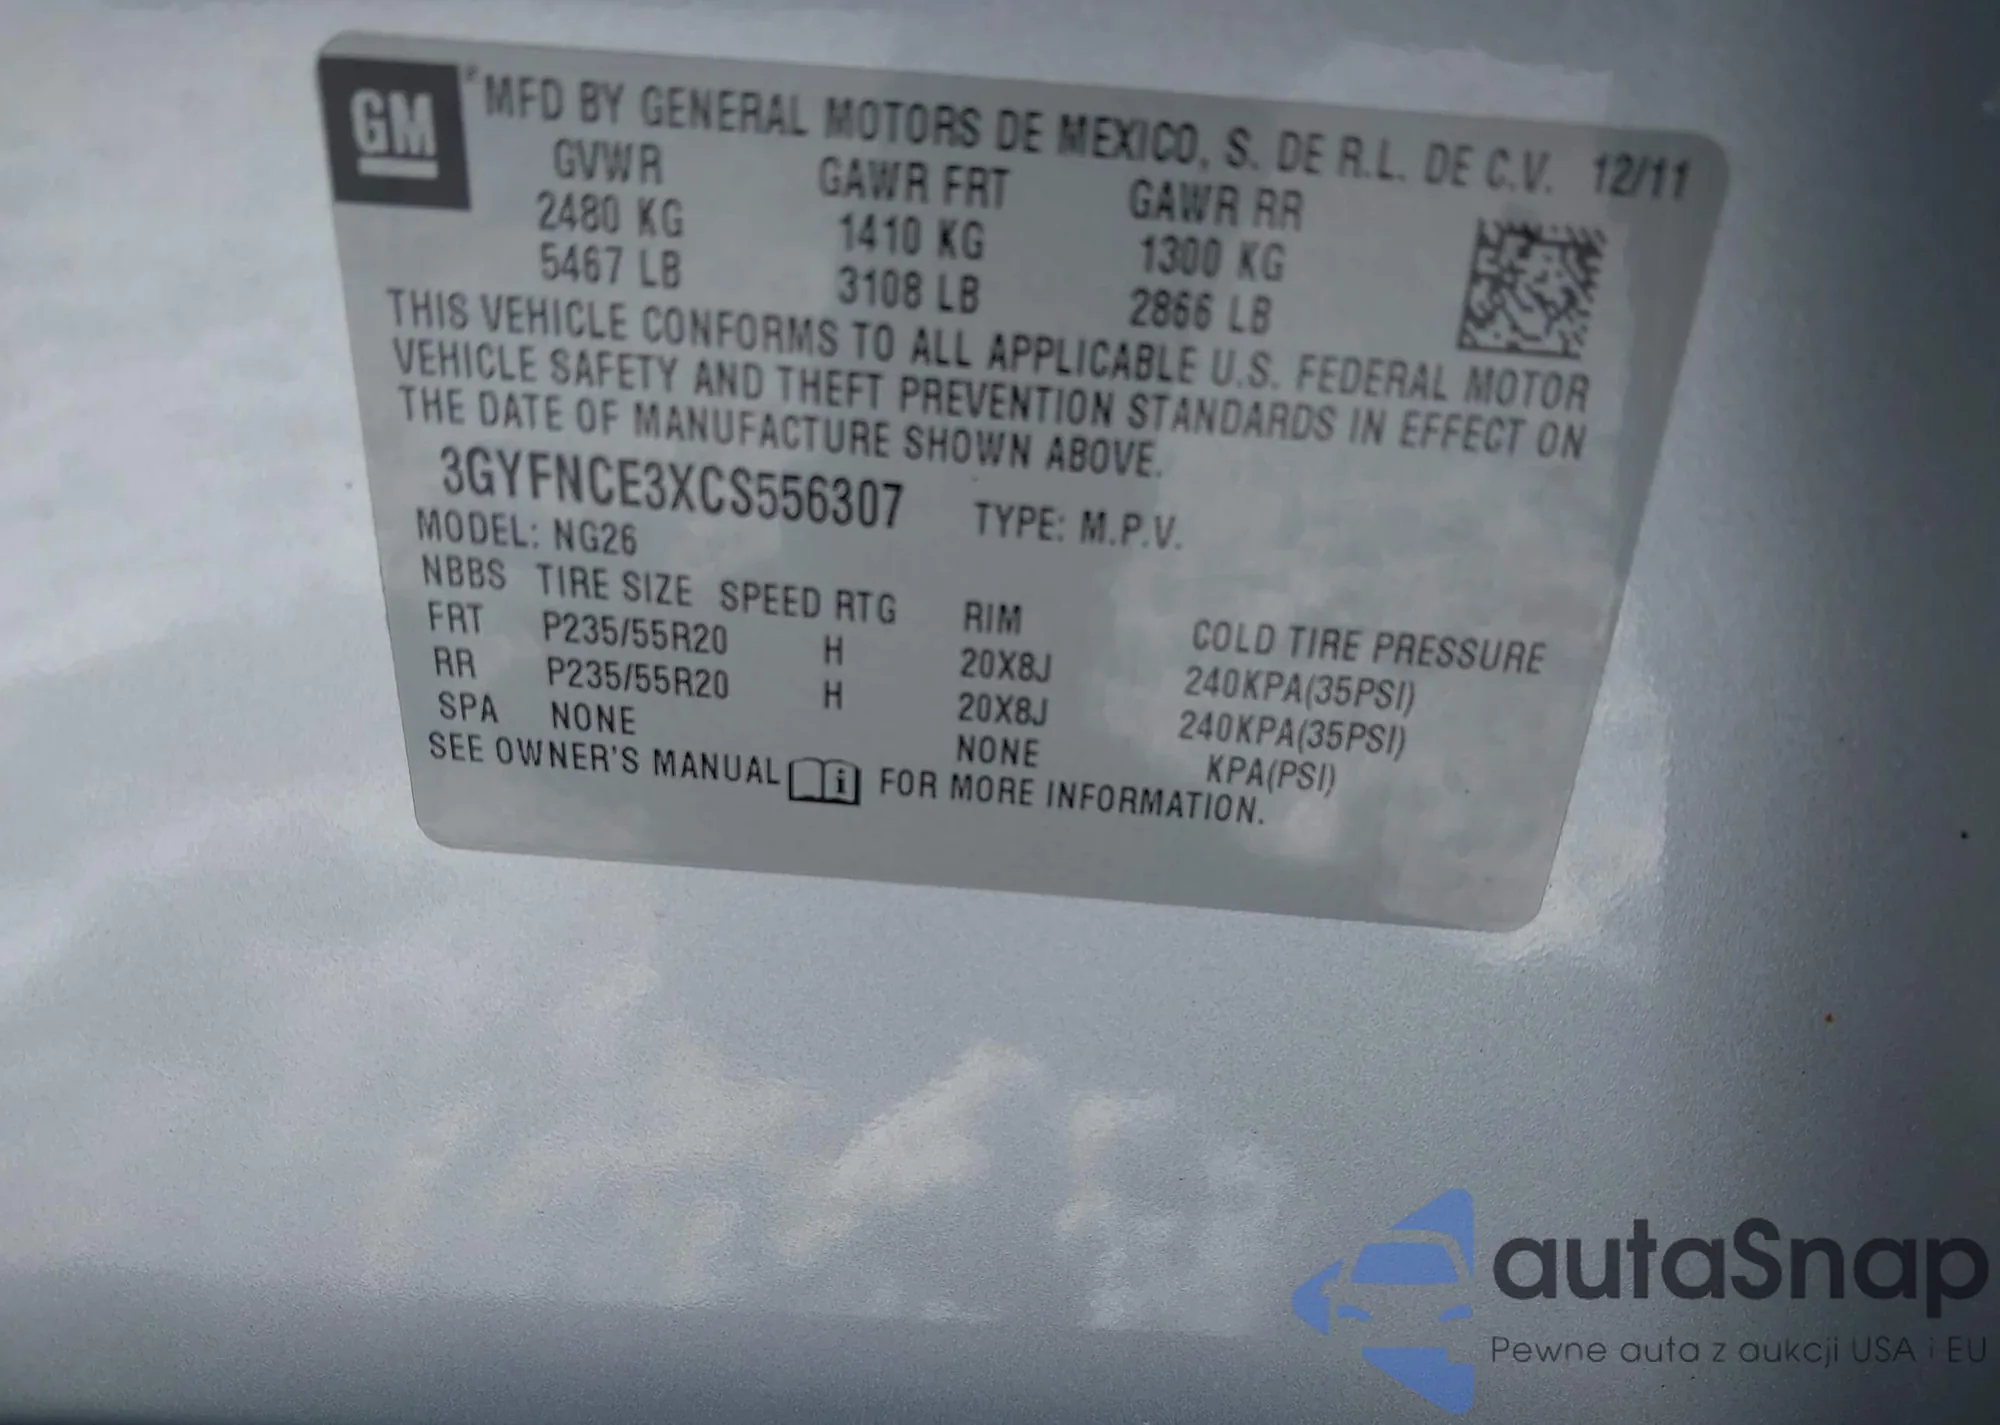 GM
MFD BY GENERAL MOTORS DE MEXICO, S. DE R.L. DE C.V. 12/11
GVWR GAWR FRT GAWR RR
2480 KG 1410 KG 1300 KG
5467 LB 3108 LB 2866 LB
THIS VEHICLE CONFORMS TO ALL APPLICABLE U.S. FEDERAL MOTOR
VEHICLE SAFETY AND THEFT PREVENTION STANDARDS IN EFFECT ON
THE DATE OF MANUFACTURE SHOWN ABOVE.
3GYFNCE3XCS556307 TYPE: M.P.V.
MODEL: NG26
NBBS TIRE SIZE SPEED RTG RIM COLD TIRE PRESSURE
FRT P235/55R20 H 20X8J 240KPA(35PSI)
RR P235/55R20 H 20X8J 240KPA(35PSI)
SPA NONE NONE KPA(PSI)
SEE OWNER'S MANUAL FOR MORE INFORMATION.
autaSnap
Pewne auta z aukcji USA i EU